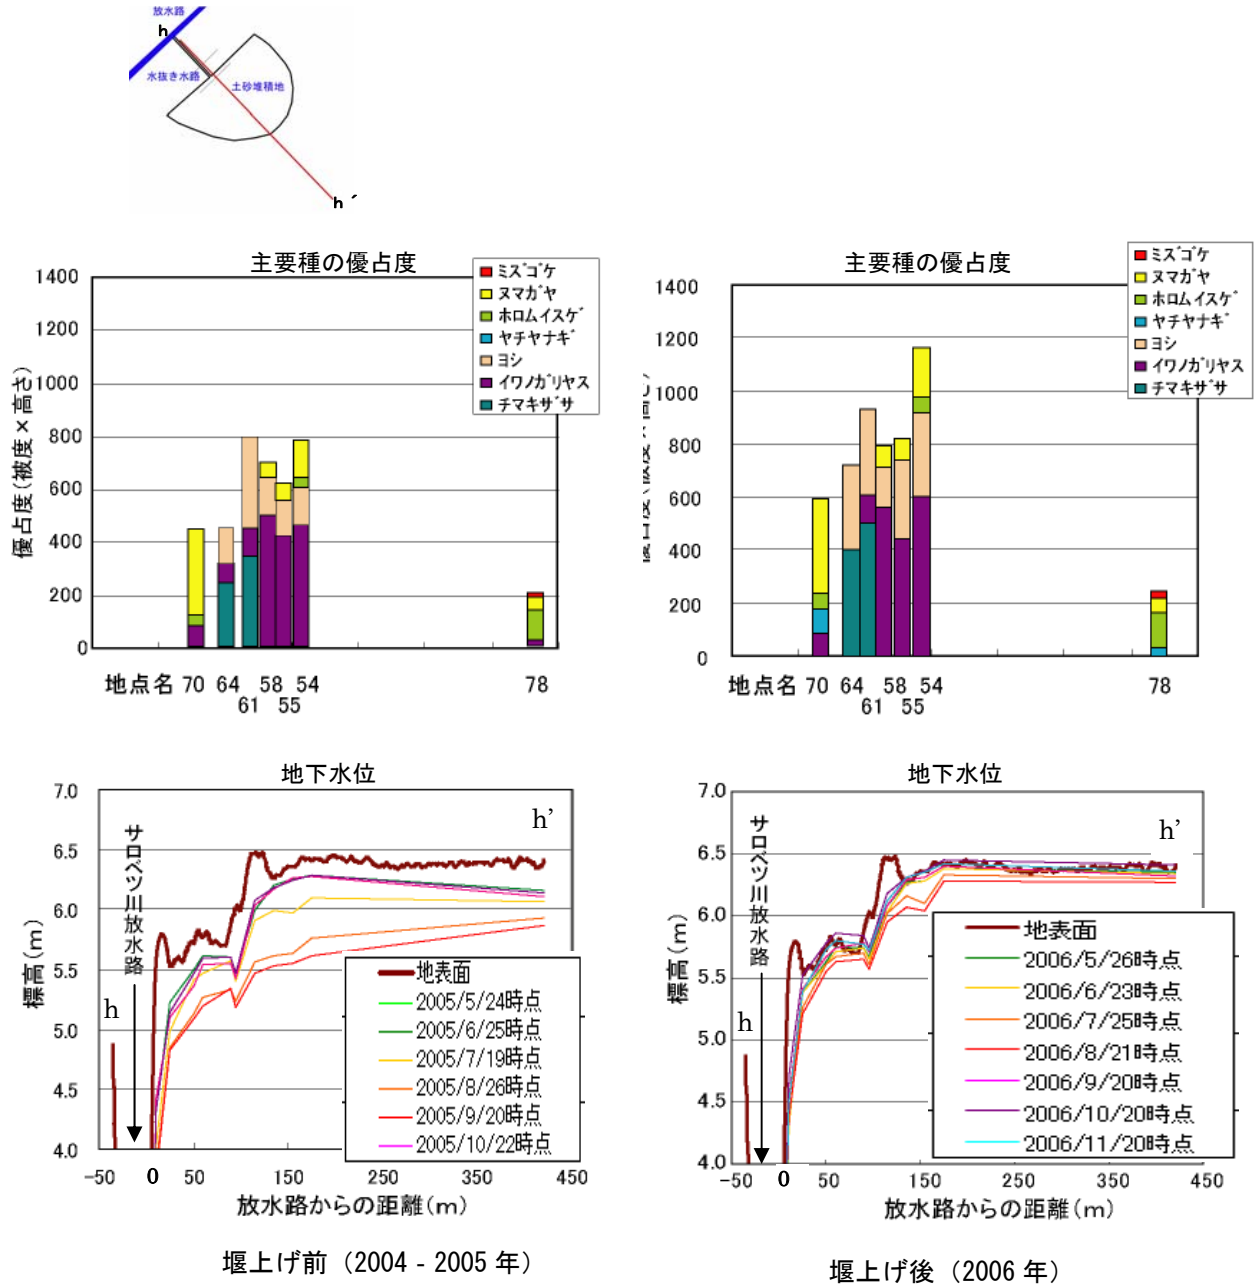 放水路
h
水抜き水路
土砂堆積地
h ´
主要種の優占度
1400
1200
1000
800
600
400
200
0
優占度(被度×高さ)
ミズゴケ
ヌマガヤ
ホロムイスゲ
ヤチヤナギ
ヨシ
イワノガリヤス
チマキザサ
地点名 70 64 58 54 78
61 55
主要種の優占度
1400
1200
1000
800
600
400
200
0
ミズゴケ
ヌマガヤ
ホロムイスゲ
ヤチヤナギ
ヨシ
イワノガリヤス
チマキザサ
地点名 70 64 58 54 78
61 55
地下水位
7.0
6.5
6.0
5.5
5.0
4.5
4.0
標高(m)
サロベツ川放水路
h
h’
地表面
2005/5/24時点
2005/6/25時点
2005/7/19時点
2005/8/26時点
2005/9/20時点
2005/10/22時点
-50 0 50 150 250 350 450
放水路からの距離(m)
堰上げ前（2004 - 2005 年）
地下水位
7.0
6.5
6.0
5.5
5.0
4.5
4.0
標高(m)
サロベツ川放水路
h
h’
地表面
2006/5/26時点
2006/6/23時点
2006/7/25時点
2006/8/21時点
2006/9/20時点
2006/10/20時点
2006/11/20時点
-50 0 50 150 250 350 450
放水路からの距離(m)
堰上げ後（2006 年）